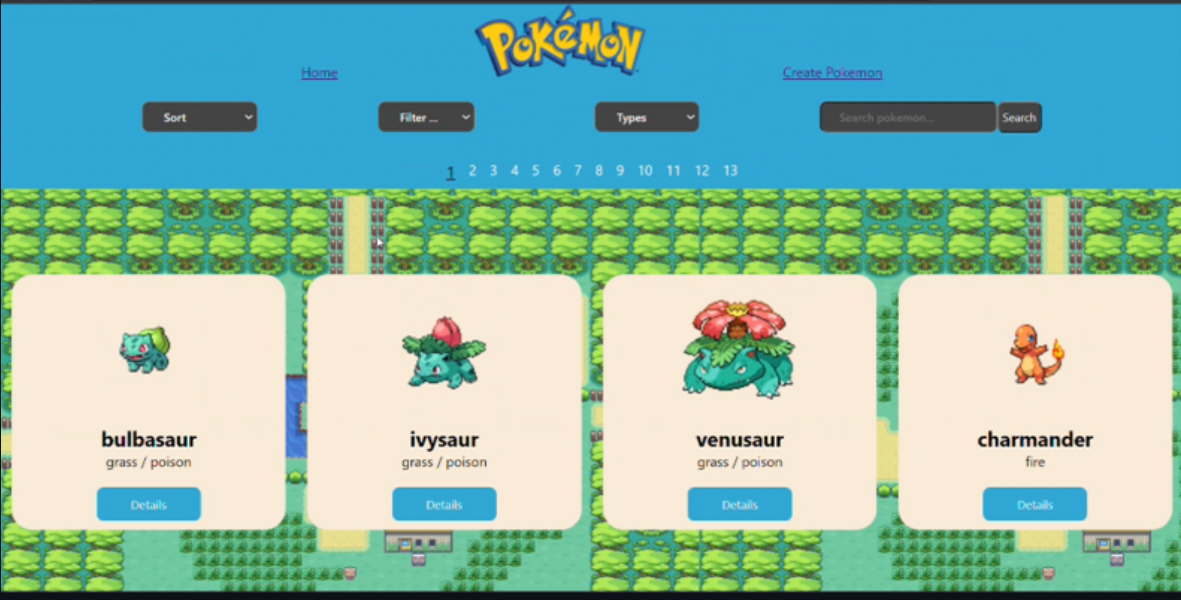 POKéMON
Home
Create Pokemon
Sort
Filter ...
Types
Search pokemon...
Search
1 2 3 4 5 6 7 8 9 10 11 12 13
bulbasaur
grass / poison
Details
ivysaur
grass / poison
Details
venusaur
grass / poison
Details
charmander
fire
Details